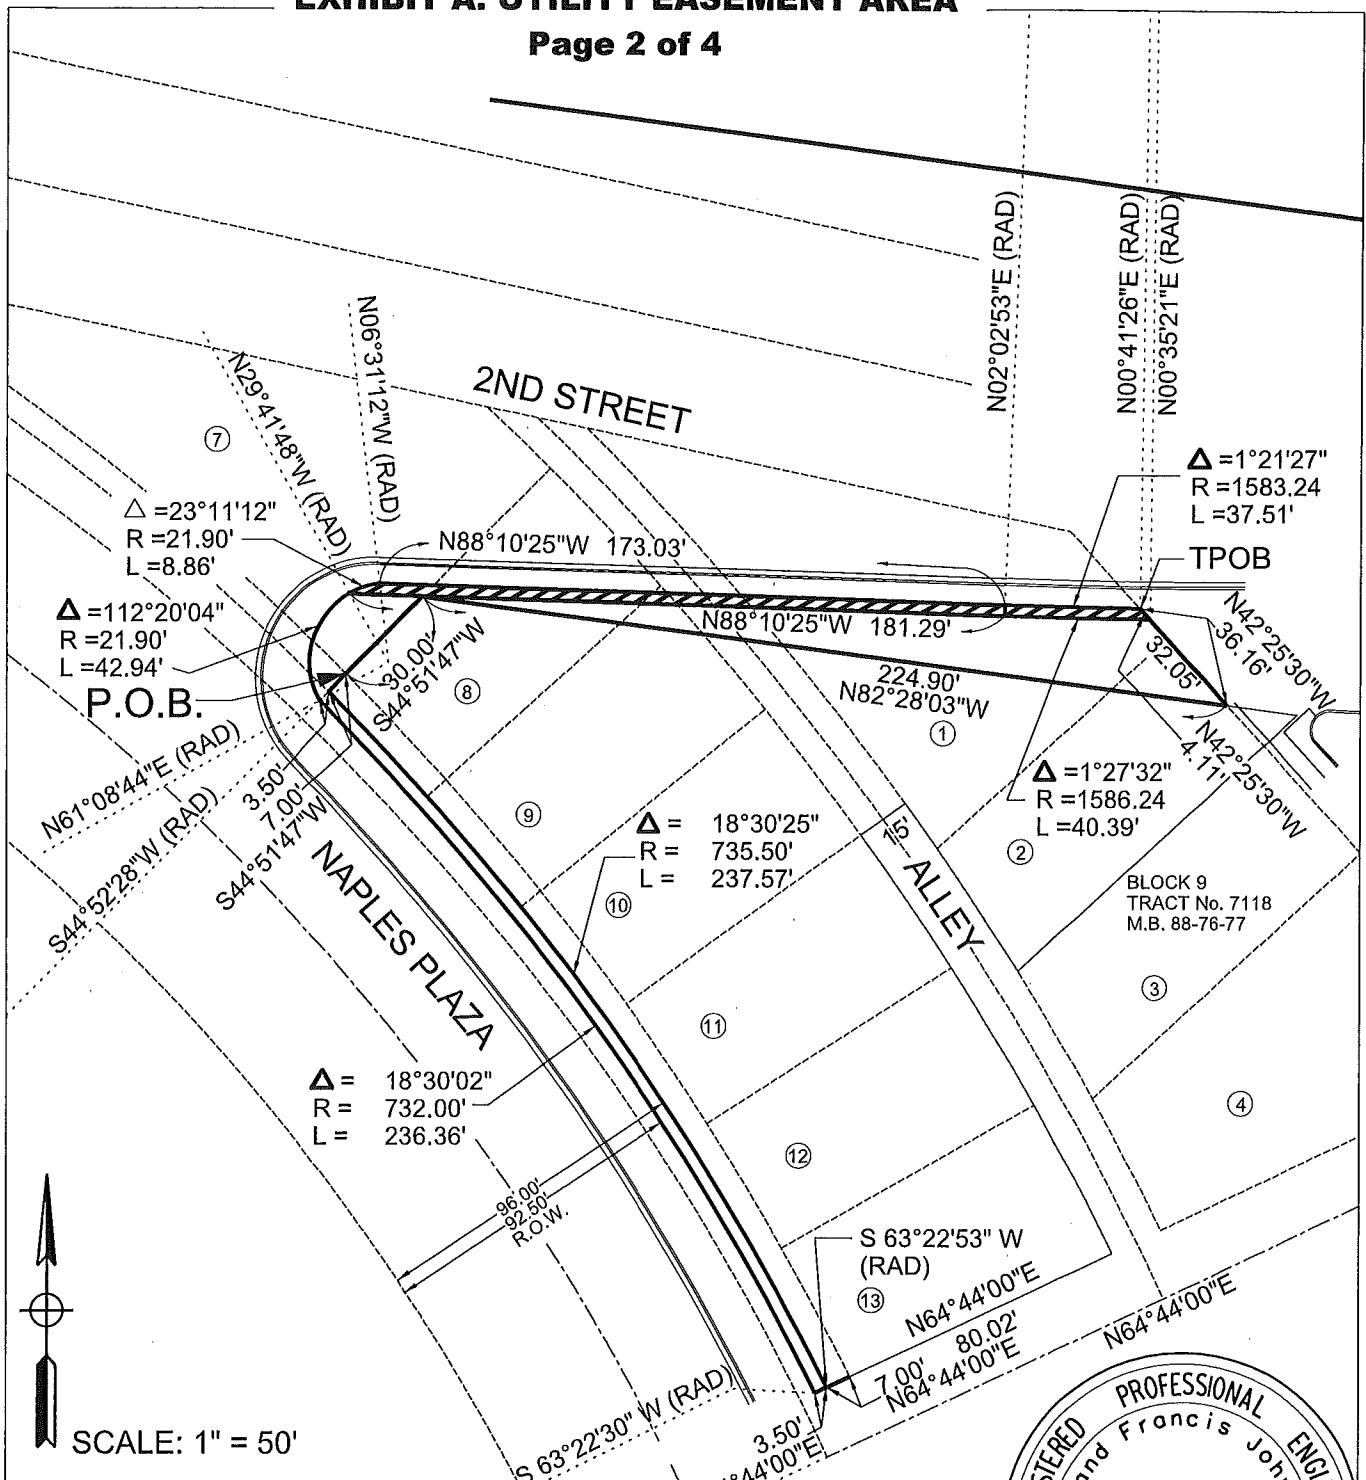 EXHIBIT A: UTILITY EASEMENT AREA
Page 2 of 4
N02°02'53"E (RAD)
N00°41'26"E (RAD)
N00°35'21"E (RAD)
N06°31'12"W (RAD)
N29°41'48"W (RAD)
2ND STREET
7
Δ =1°21'27"
R =1583.24
L =37.51'
TPOB
△ =23°11'12"
R =21.90'
L =8.86'
N88°10'25"W 173.03'
Δ =112°20'04"
R =21.90'
L =42.94'
P.O.B.
N88°10'25"W 181.29'
N42°25'30"W
36.16'
32.05'
30.00'
S44°51'47"W
8
224.90'
N82°28'03"W
1
N42°25'30"W
4.11'
N61°08'44"E (RAD)
S44°52'28"W (RAD)
3.50'
7.00'
S44°51'47"W
Δ =1°27'32"
R =1586.24
L =40.39'
9
Δ = 18°30'25"
R = 735.50'
L = 237.57'
15'
ALLEY
2
BLOCK 9
TRACT No. 7118
M.B. 88-76-77
10
NAPLES PLAZA
3
11
Δ = 18°30'02"
R = 732.00'
L = 236.36'
4
12
96.00'
92.50'
R.O.W.
S 63°22'53" W
(RAD)
13
N64°44'00"E
80.02'
7.00'
N64°44'00"E
N64°44'00"E
S 63°22'30" W (RAD)
3.50'
°44'00"E
SCALE: 1" = 50'
PROFESSIONAL